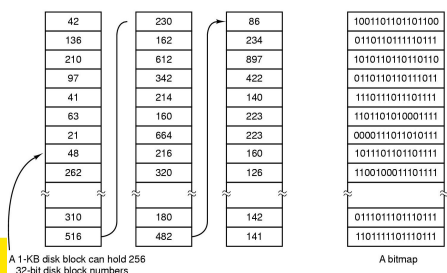 42 230 86 1001101101101100
136 162 234 0110110111110111
210 612 897 1010110110110110
97 342 422 0110110110111011
41 214 140 1110111011101111
63 160 223 1101101010001111
21 664 223 0000111011010111
48 216 160 1011101101101111
262 320 126 1100100011101111
310 180 142 0111011101110111
516 482 141 1101111101110111
A 1-KB disk block can hold 256
32-bit disk block numbers
A bitmap